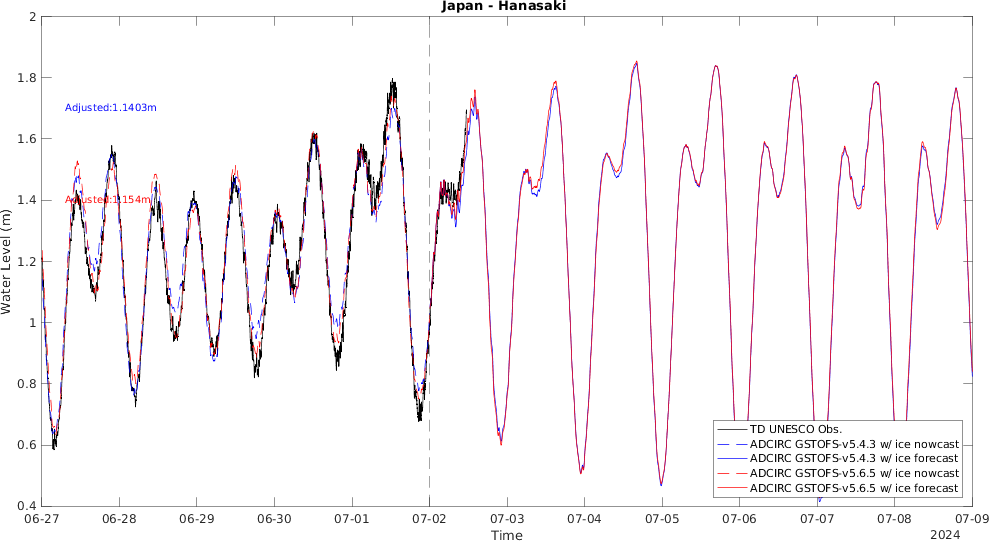 Japan - Hanasaki
2
1.8
1.6
1.4
1.2
1
0.8
0.6
0.4
Water Level (m)
Adjusted:1.1403m
Adjusted:1.154m
TD UNESCO Obs.
ADCIRC GSTOFS-v5.4.3 w/ ice nowcast
ADCIRC GSTOFS-v5.4.3 w/ ice forecast
ADCIRC GSTOFS-v5.6.5 w/ ice nowcast
ADCIRC GSTOFS-v5.6.5 w/ ice forecast
06-27 06-28 06-29 06-30 07-01 07-02 07-03 07-04 07-05 07-06 07-07 07-08 07-09
Time
2024